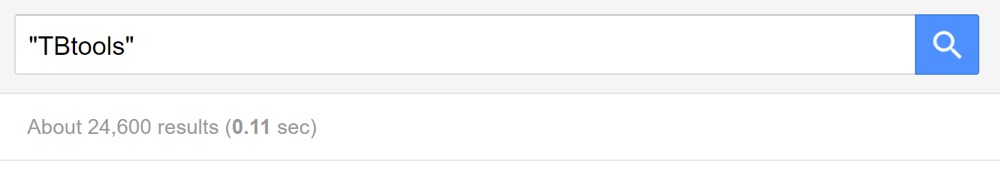 "TBtools"
About 24,600 results (0.11 sec)